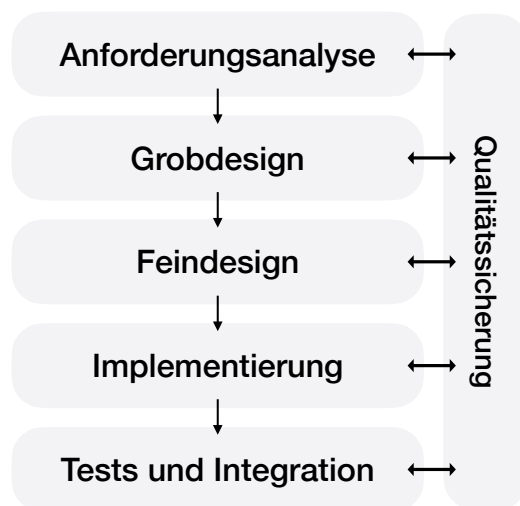 Anforderungsanalyse
Grobdesign
Feindesign
Implementierung
Tests und Integration
Qualitätssicherung